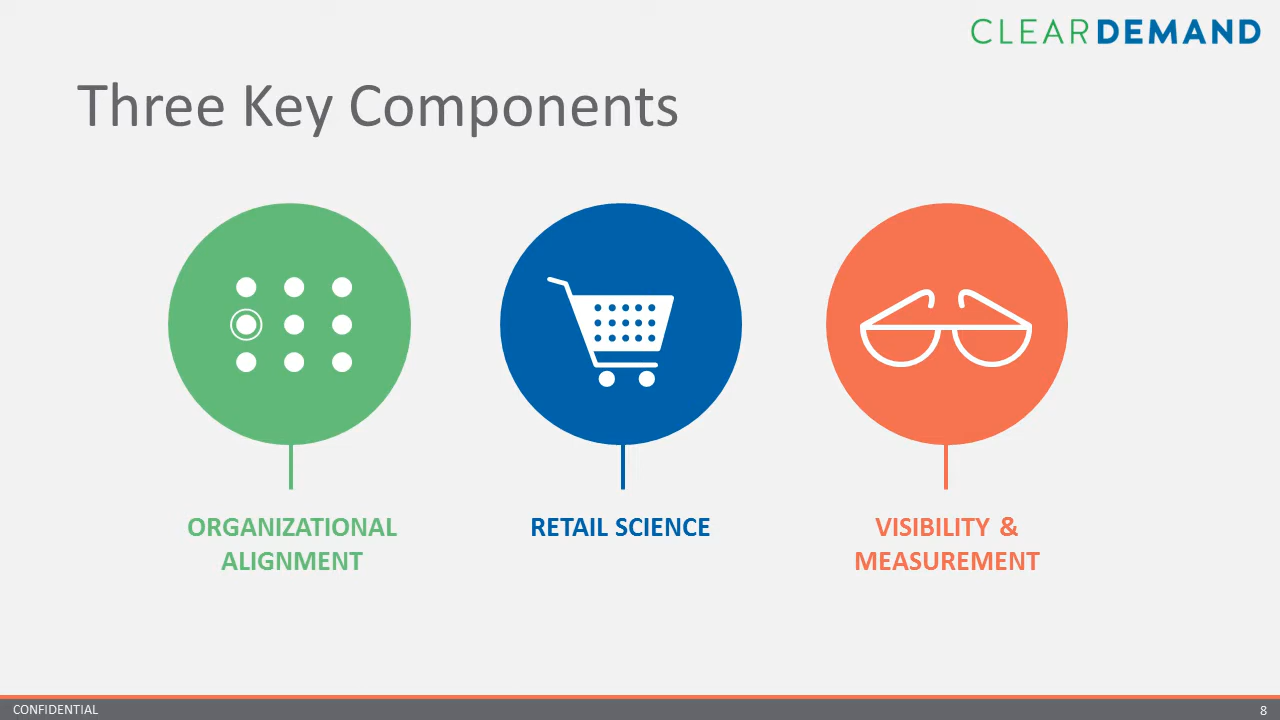 CLEARDEMAND
Three Key Components
ORGANIZATIONAL
ALIGNMENT
RETAIL SCIENCE
VISIBILITY &
MEASUREMENT
CONFIDENTIAL
8